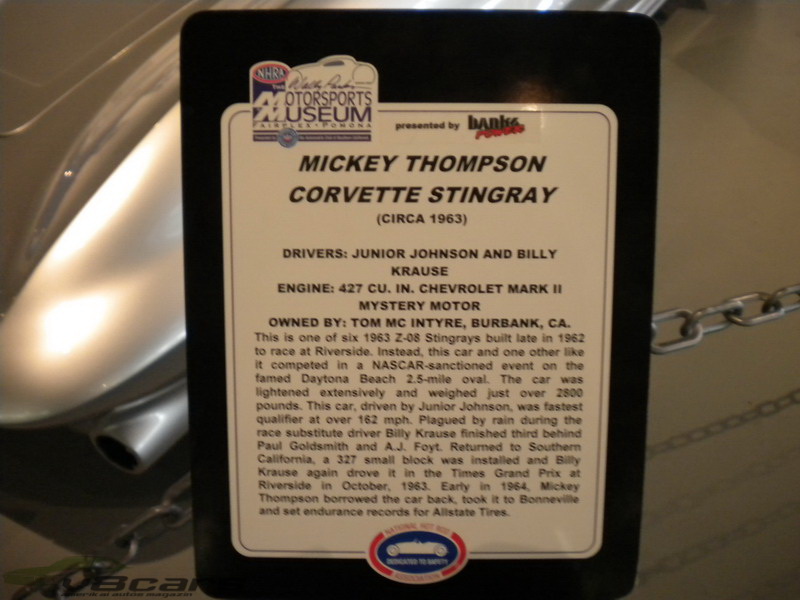 NHRA
Wally Parks
THE
MOTORSPORTS
MUSEUM
FAIRPLEX • POMONA
presented by banks power
MICKEY THOMPSON
CORVETTE STINGRAY
(CIRCA 1963)
DRIVERS: JUNIOR JOHNSON AND BILLY
KRAUSE
ENGINE: 427 CU. IN. CHEVROLET MARK II
MYSTERY MOTOR
OWNED BY: TOM MC INTYRE, BURBANK, CA.
This is one of six 1963 Z-08 Stingrays built late in 1962
to race at Riverside. Instead, this car and one other like
it competed in a NASCAR-sanctioned event on the
famed Daytona Beach 2.5-mile oval. The car was
lightened extensively and weighed just over 2800
pounds. This car, driven by Junior Johnson, was fastest
qualifier at over 162 mph. Plagued by rain during the
race substitute driver Billy Krause finished third behind
Paul Goldsmith and A.J. Foyt. Returned to Southern
California, a 327 small block was installed and Billy
Krause again drove it in the Times Grand Prix at
Riverside in October, 1963. Early in 1964, Mickey
Thompson borrowed the car back, took it to Bonneville
and set endurance records for Allstate Tires.
NATIONAL HOT ROD
DEDICATED TO SAFETY
ASSOCIATION
V8cars